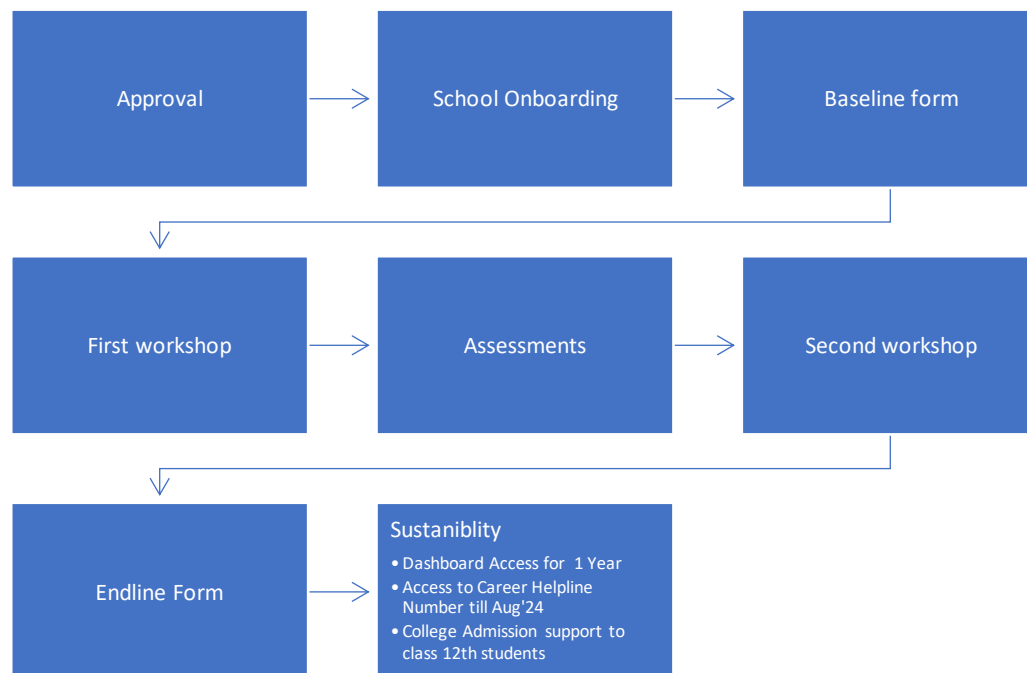 Approval
School Onboarding
Baseline form
First workshop
Assessments
Second workshop
Endline Form
Sustaniblity
• Dashboard Access for 1 Year
• Access to Career Helpline
Number till Aug'24
• College Admission support to
class 12th students